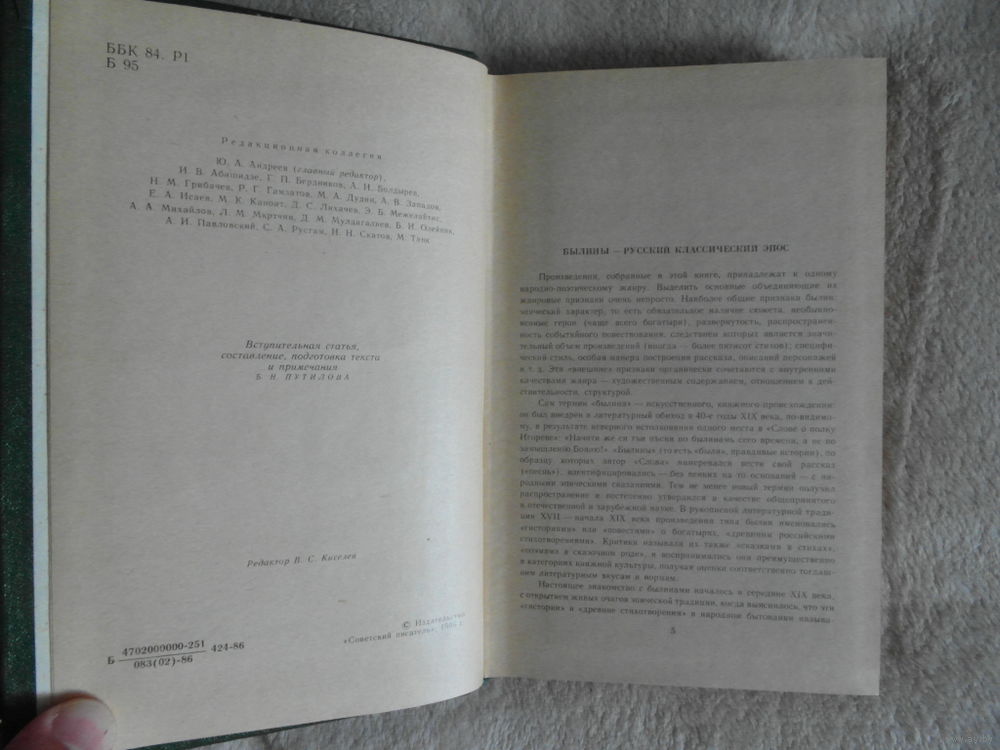 ББК 84. Р1
Б 95
Редакционная коллегия
Ю. А. Андреев (главный редактор),
И. В. Абашидзе, Г. П. Бердников, А. Н. Болдырев,
Н. М. Грибачев, Р. Г. Гамзатов, М. А. Дудин, А. В. Западов,
Е. А. Исаев, М. К. Каноат, Д. С. Лихачев, Э. Б. Межелайтис,
А. А. Михайлов, Л. М. Мкртчян, Д. М. Мулдагалиев, Б. И. Олейник,
А. И. Павловский, С. А. Рустам, Н. Н. Скатов, М. Танк
Вступительная статья,
составление, подготовка текста
и примечания
Б. Н. ПУТИЛОВА
Редактор В. С. Киселев
Б 4702000000-251
083(02)-86 424-86
© Издательство
«Советский писатель», 1986 г.
БЫЛИНЫ — РУССКИЙ КЛАССИЧЕСКИЙ ЭПОС
Произведения, собранные в этой книге, принадлежат к одному
народно-поэтическому жанру. Выделить основные объединяющие их
жанровые признаки очень непросто. Наиболее общие признаки былин:
эпический характер, то есть обязательное наличие сюжета, необыкно-
венные герои (чаще всего богатыри), развернутость, распространен-
ность событийного повествования, следствием которых является значи-
тельный объем произведений (иногда — более пятисот стихов); специфи-
ческий стиль, особая манера построения рассказа, описаний персонажей
и т. д. Эти «внешние» признаки органически сочетаются с внутренними
качествами жанра — художественным содержанием, отношением к дей-
ствительности, структурой.
Сам термин «былина» — искусственного, книжного происхождения:
он был внедрен в литературный обиход в 40-е годы XIX века, по-видимо-
му, в результате неверного истолкования одного места в «Слове о полку
Игореве»: «Начати же ся тъи пѣсни по былинамь сего времени, а не по
замышлению Бояню!». «Былины» (то есть «были», правдивые истории), по
образцу которых автор «Слова» намеревался вести свой рассказ
(«песнь»), идентифицировались — без веских на то оснований — с на-
родными эпическими сказаниями. Тем не менее новый термин получил
распространение и постепенно утвердился в качестве общепринятого
в отечественной и зарубежной науке. В рукописной литературной тради-
ции XVII — начала XIX века произведения типа былин именовались
«гисториями» или «повестями» о богатырях, «древними российскими
стихотворениями». Критики называли их также «сказками в стихах»,
«поэмами в сказочном роде», и воспринимались они преимущественно
в категориях книжной культуры, получая оценки соответственно тогдаш-
ним литературным вкусам и нормам.
Настоящее знакомство с былинами началось в середине XIX века,
с открытием живых очагов эпической традиции, когда выяснилось, что эти
«гистории» и «древние стихотворения» в народном бытовании называ-
5